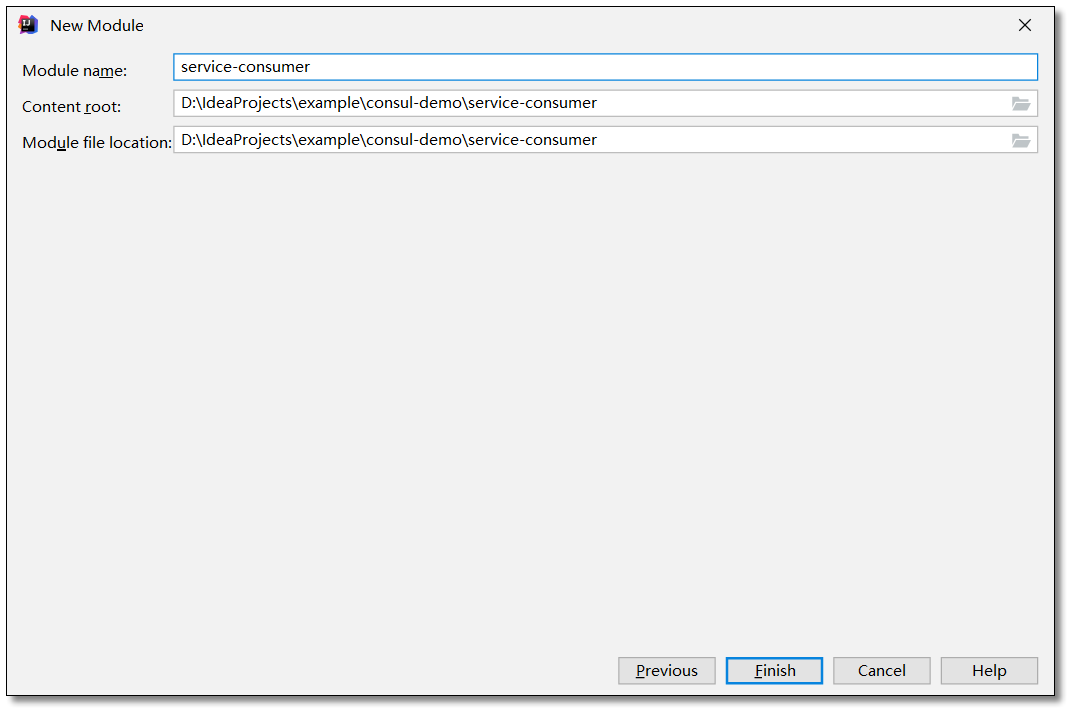 New Module
Module name: service-consumer
Content root: D:\IdeaProjects\example\consul-demo\service-consumer
Module file location: D:\IdeaProjects\example\consul-demo\service-consumer
Previous Finish Cancel Help